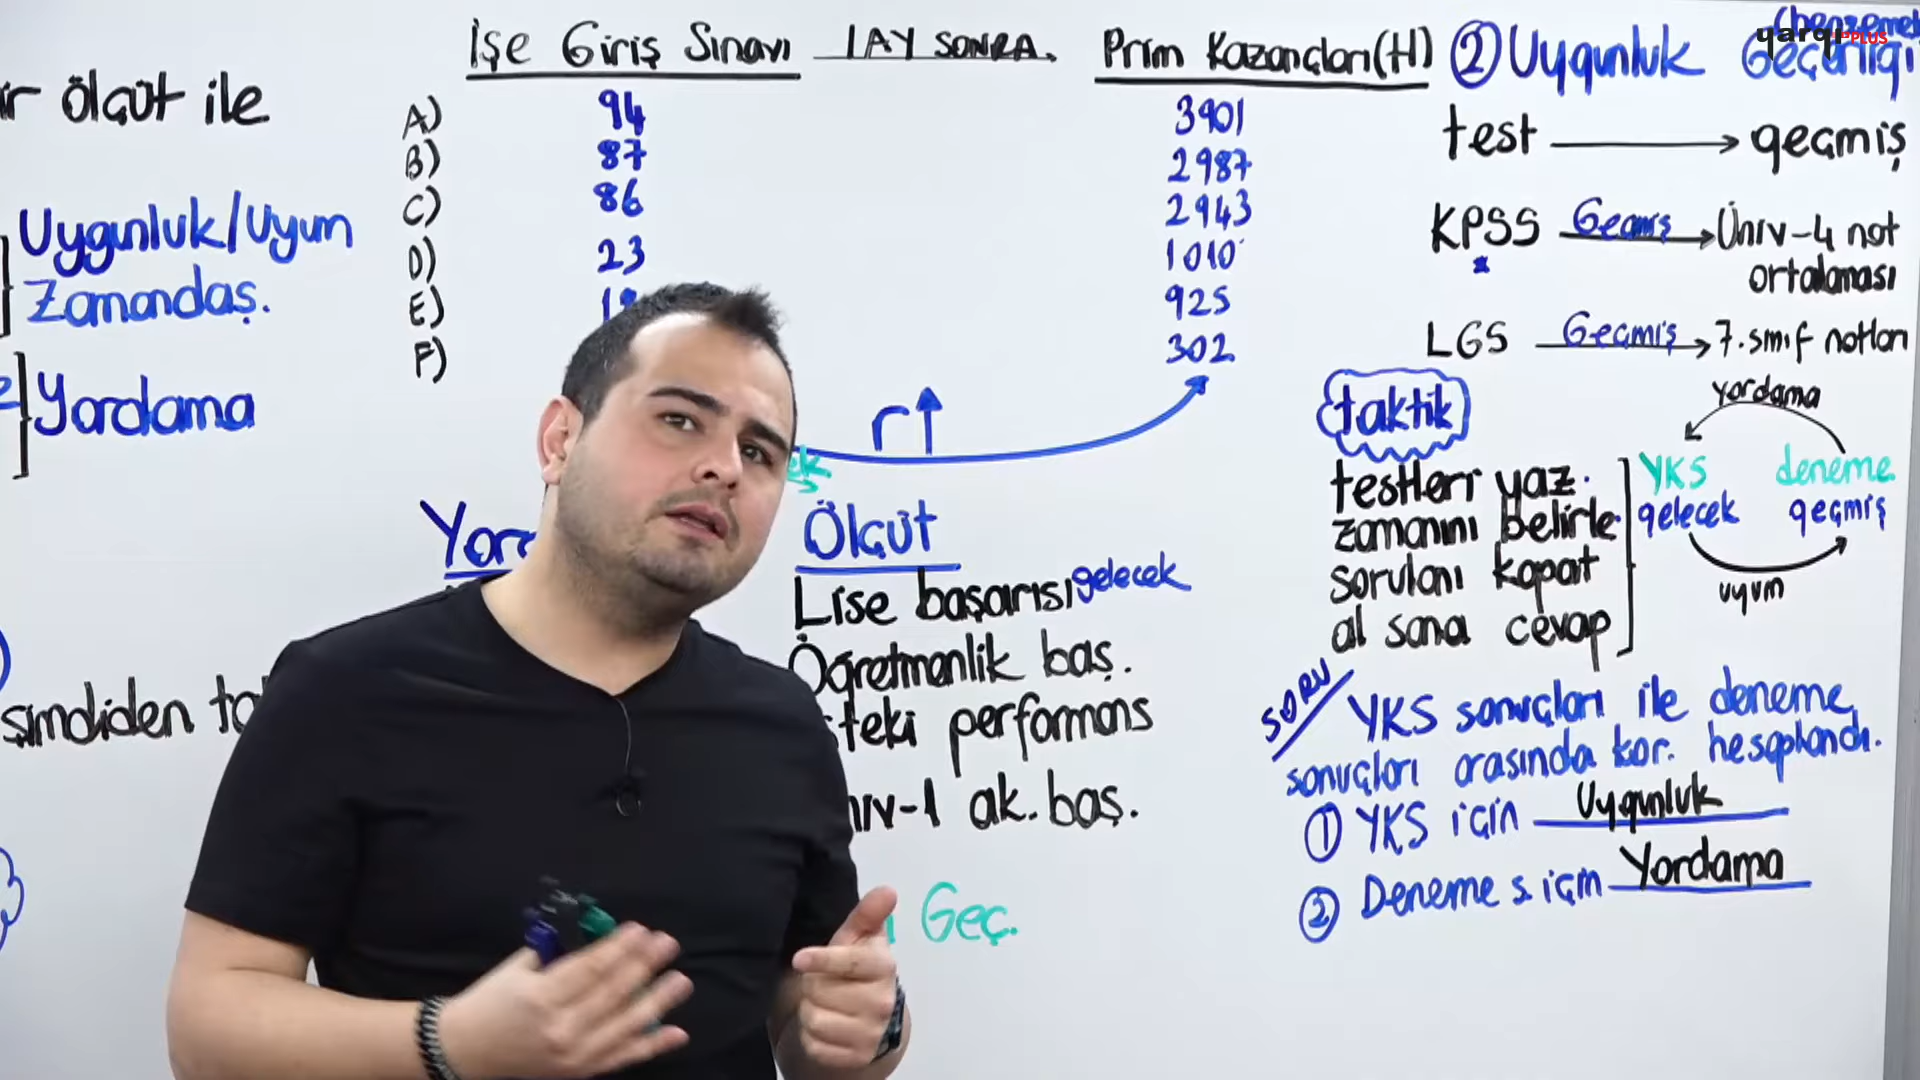 ir ölçüt ile
Uygunluk/Uyum
Zamandaş.
Yordama
şimdiden
İşe Giriş Sınavı 1 AY SONRA. Prim Kazançları(H)
A) 94 3901
B) 87 2987
C) 86 2943
D) 23 1010
E) 925
F) 302
r
Ölçüt
Lise başarısı gelecek
Öğretmenlik baş.
performans
ak. baş.
Geç.
② Uygunluk Geçerliği
test geçmiş
KPSS Geçmiş Üniv-4 not
ortalaması
LGS Geçmiş 7. sınıf notları
taktik
testleri yaz.
zamanını belirle
soruları kapat
al sana cevap
yordama
YKS deneme
gelecek geçmiş
uyum
SORU YKS sonuçları ile deneme
sonuçları arasında kor. hesaplandı.
① YKS için Uygunluk
② Deneme s. için Yordama
yargı PLUS